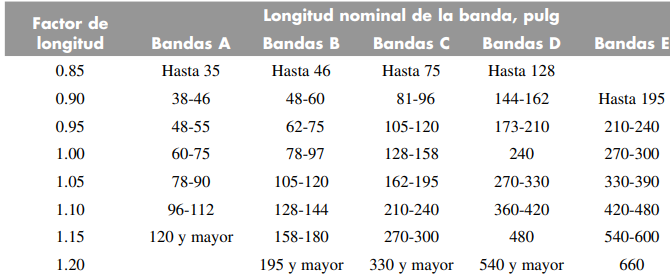 Factor de longitud Longitud nominal de la banda, pulg
Bandas A Bandas B Bandas C Bandas D Bandas E
0.85 Hasta 35 Hasta 46 Hasta 75 Hasta 128
0.90 38-46 48-60 81-96 144-162 Hasta 195
0.95 48-55 62-75 105-120 173-210 210-240
1.00 60-75 78-97 128-158 240 270-300
1.05 78-90 105-120 162-195 270-330 330-390
1.10 96-112 128-144 210-240 360-420 420-480
1.15 120 y mayor 158-180 270-300 480 540-600
1.20 195 y mayor 330 y mayor 540 y mayor 660